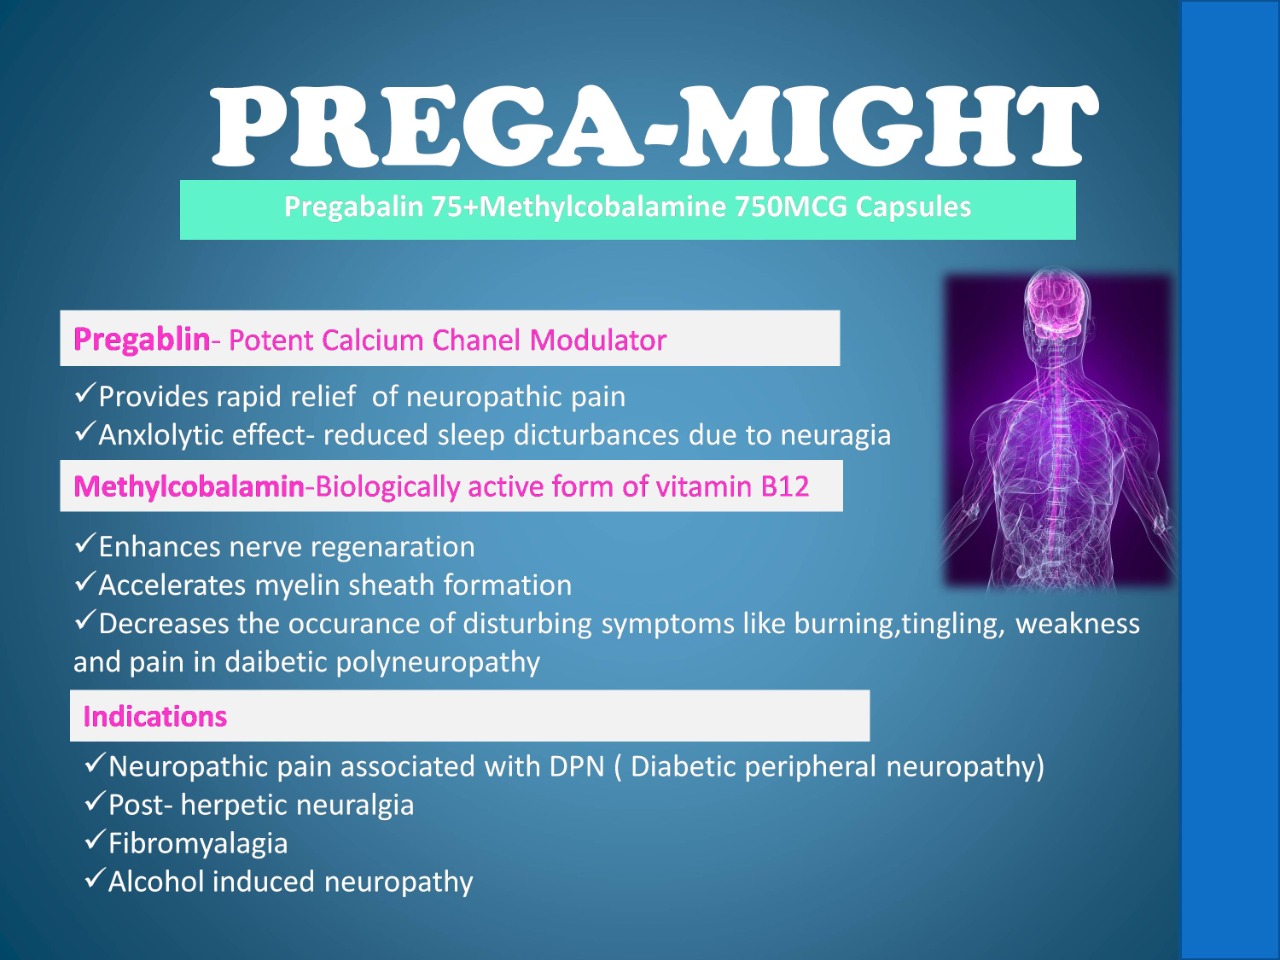 PREGA-MIGHT
Pregabalin 75+Methylcobalamine 750MCG Capsules
Pregablin- Potent Calcium Chanel Modulator
✓Provides rapid relief  of neuropathic pain
✓Anxlolytic effect- reduced sleep dicturbances due to neuragia
Methylcobalamin-Biologically active form of vitamin B12
✓Enhances nerve regenaration
✓Accelerates myelin sheath formation
✓Decreases the occurance of disturbing symptoms like burning,tingling, weakness
and pain in daibetic polyneuropathy
Indications
✓Neuropathic pain associated with DPN ( Diabetic peripheral neuropathy)
✓Post- herpetic neuralgia
✓Fibromyalagia
✓Alcohol induced neuropathy